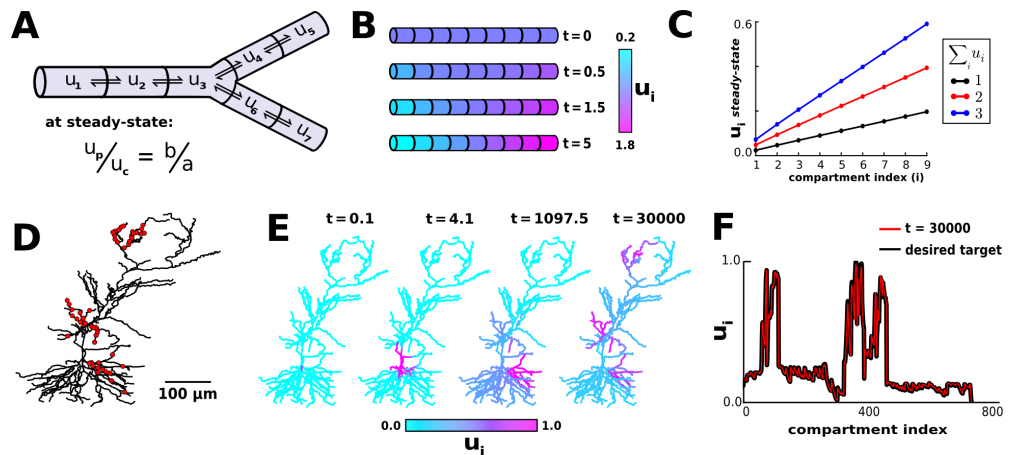 A
u1 u2 u3 u4 u5
u6 u7
at steady-state:
up/uc = b/a
B
t = 0
t = 0.5
t = 1.5
t = 5
0.2
ui
1.8
C
0.6
0.0
ui steady-state
1 2 3 4 5 6 7 8 9
compartment index (i)
∑i ui
1
2
3
D
100 μm
E
t = 0.1 t = 4.1 t = 1097.5 t = 30000
0.0 1.0
ui
F
t = 30000
desired target
1.0
0.0
ui
0 400 800
compartment index